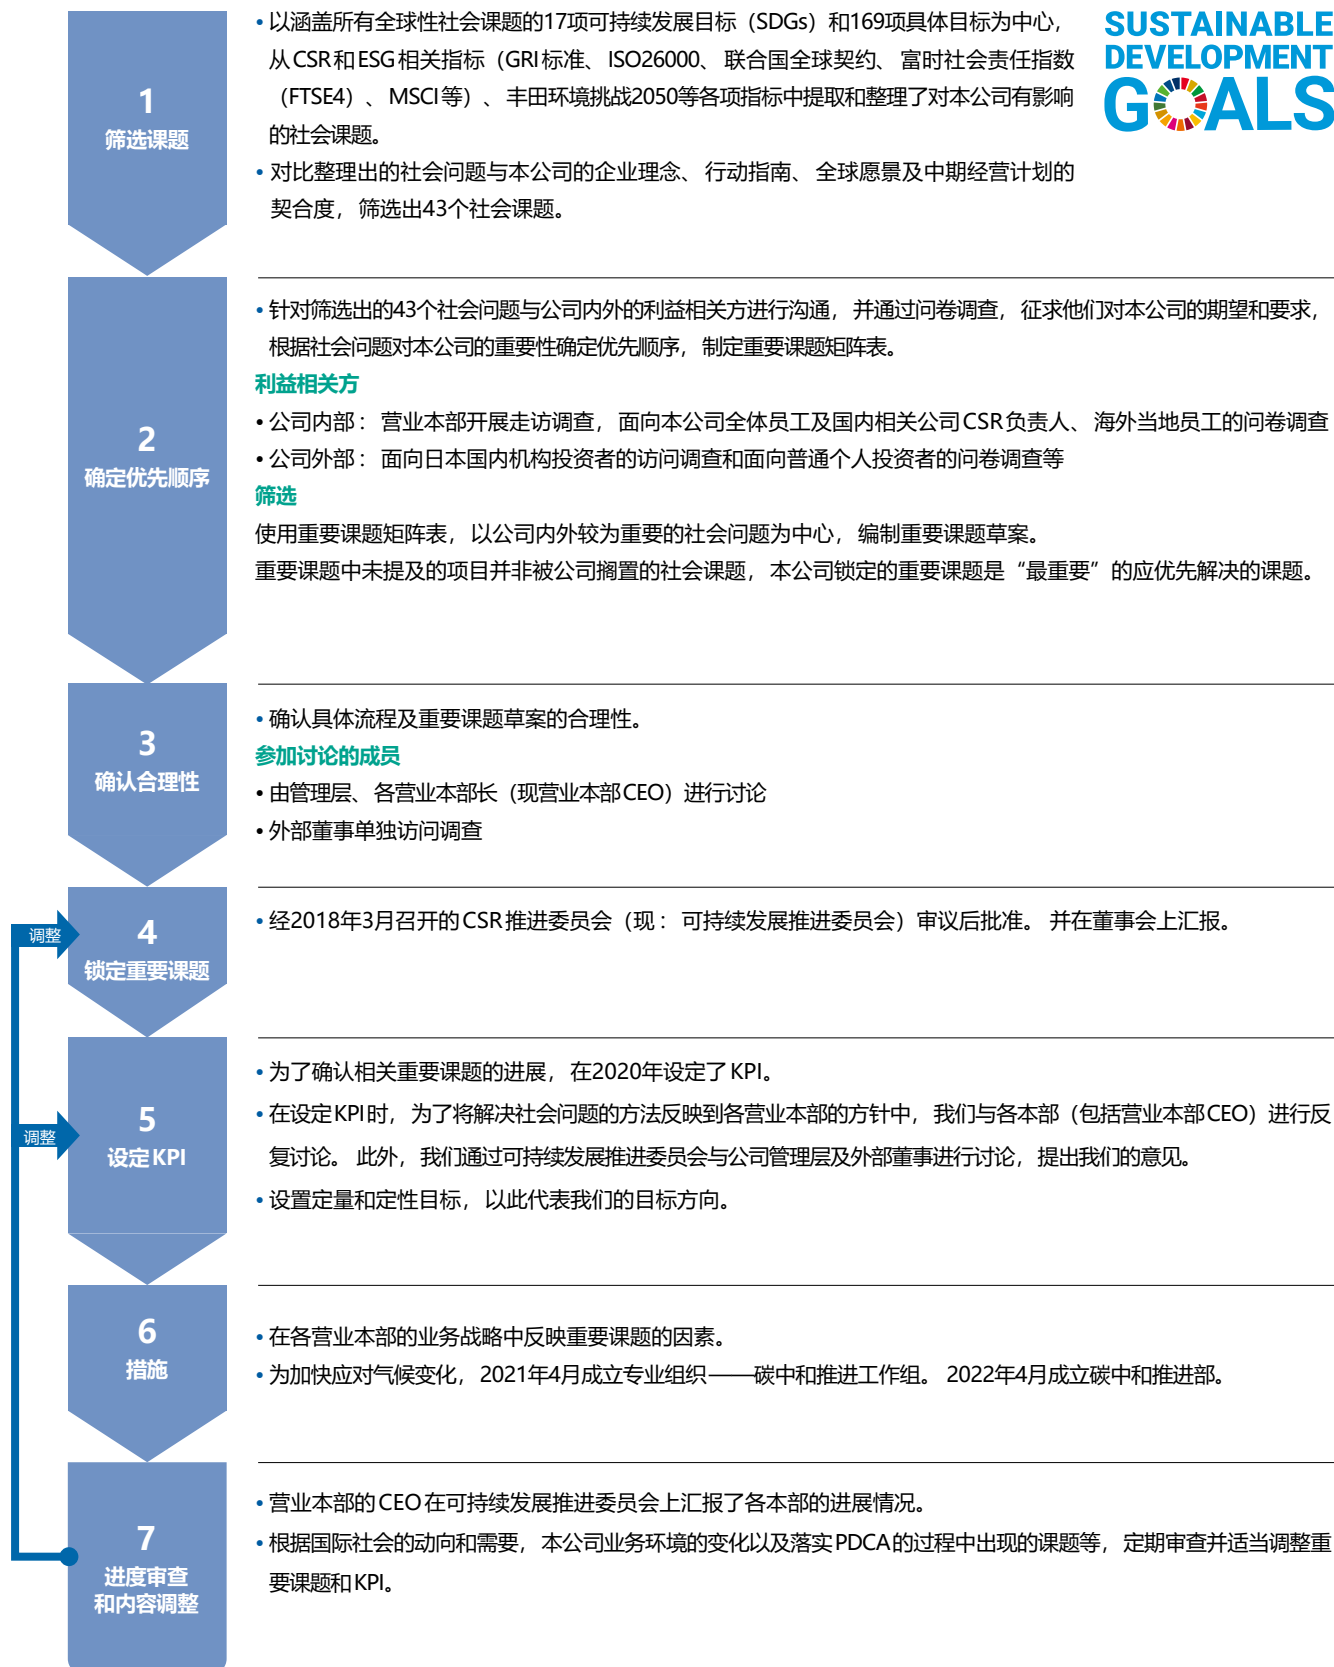 1
筛选课题
• 以涵盖所有全球性社会课题的17项可持续发展目标（SDGs）和169项具体目标为中心，
从CSR和ESG相关指标（GRI标准、ISO26000、联合国全球契约、富时社会责任指数
（FTSE4）、MSCI等）、丰田环境挑战2050等各项指标中提取和整理了对本公司有影响
的社会课题。
• 对比整理出的社会问题与本公司的企业理念、行动指南、全球愿景及中期经营计划的
契合度，筛选出43个社会课题。
SUSTAINABLE
DEVELOPMENT
GOALS
2
确定优先顺序
• 针对筛选出的43个社会问题与公司内外的利益相关方进行沟通，并通过问卷调查，征求他们对本公司的期望和要求，
根据社会问题对本公司的重要性确定优先顺序，制定重要课题矩阵表。
利益相关方
• 公司内部：营业本部开展走访调查，面向本公司全体员工及国内相关公司CSR负责人、海外当地员工的问卷调查
• 公司外部：面向日本国内机构投资者的访问调查和面向普通个人投资者的问卷调查等
筛选
使用重要课题矩阵表，以公司内外较为重要的社会问题为中心，编制重要课题草案。
重要课题中未提及的项目并非被公司搁置的社会课题，本公司锁定的重要课题是“最重要”的应优先解决的课题。
3
确认合理性
• 确认具体流程及重要课题草案的合理性。
参加讨论的成员
• 由管理层、各营业本部长（现营业本部CEO）进行讨论
• 外部董事单独访问调查
调整
4
锁定重要课题
• 经2018年3月召开的CSR推进委员会（现：可持续发展推进委员会）审议后批准。并在董事会上汇报。
调整
5
设定KPI
• 为了确认相关重要课题的进展，在2020年设定了KPI。
• 在设定KPI时，为了将解决社会问题的方法反映到各营业本部的方针中，我们与各本部（包括营业本部CEO）进行反
复讨论。此外，我们通过可持续发展推进委员会与公司管理层及外部董事进行讨论，提出我们的意见。
• 设置定量和定性目标，以此代表我们的目标方向。
6
措施
• 在各营业本部的业务战略中反映重要课题的因素。
• 为加快应对气候变化，2021年4月成立专业组织——碳中和推进工作组。2022年4月成立碳中和推进部。
7
进度审查
和内容调整
• 营业本部的CEO在可持续发展推进委员会上汇报了各本部的进展情况。
• 根据国际社会的动向和需要，本公司业务环境的变化以及落实PDCA的过程中出现的课题等，定期审查并适当调整重
要课题和KPI。